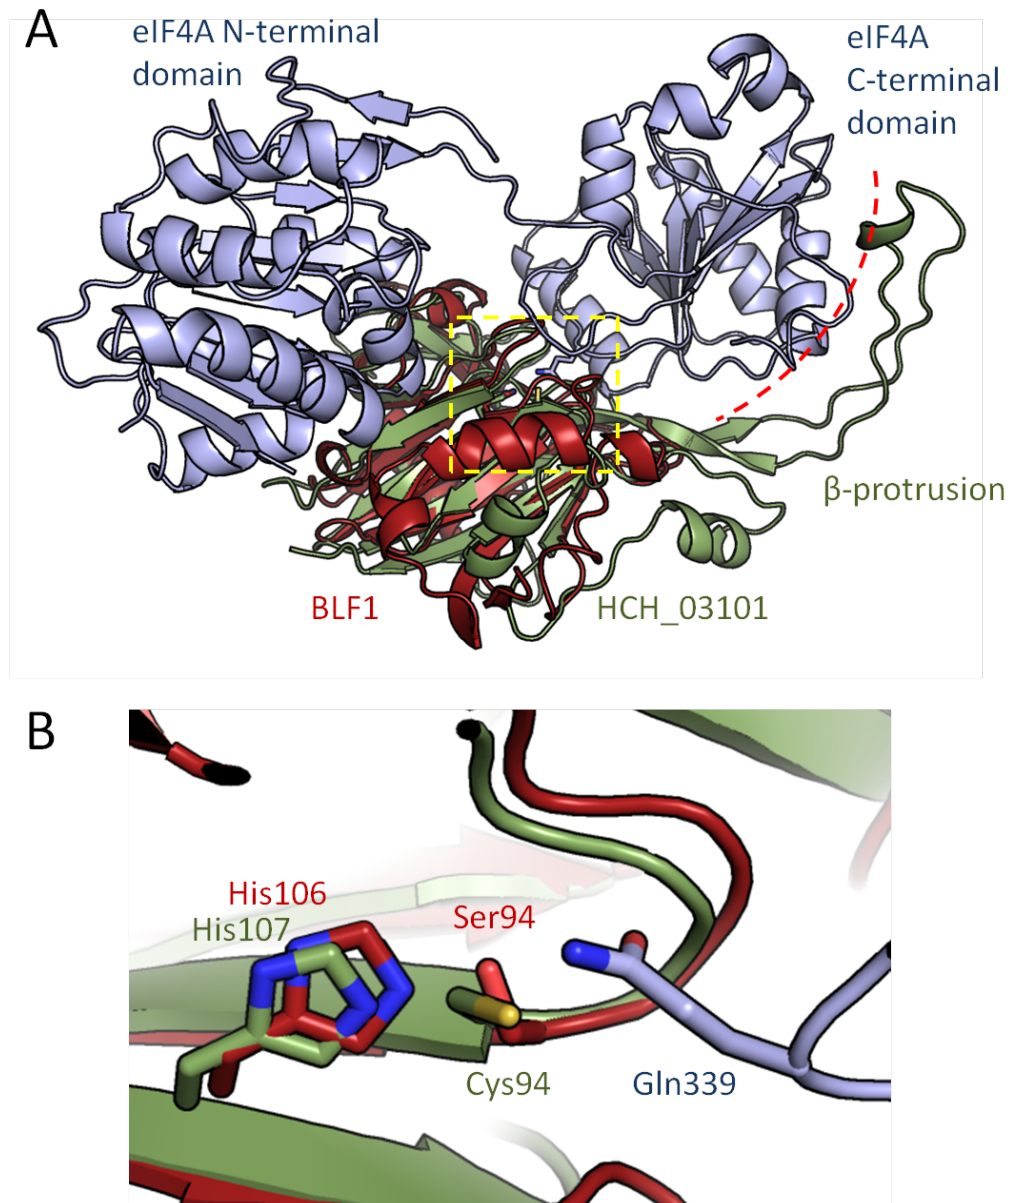 A
eIF4A N-terminal
domain
eIF4A
C-terminal
domain
β-protrusion
BLF1
HCH_03101
B
His106
His107
Ser94
Cys94
Gln339